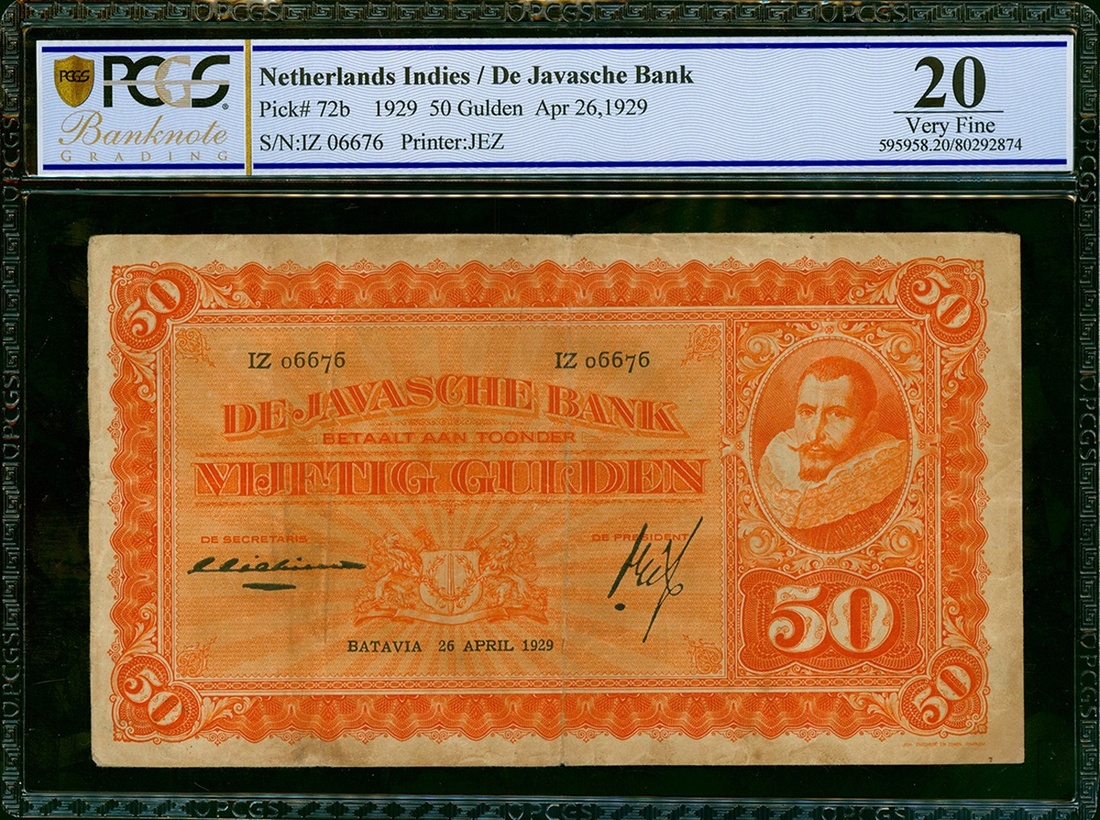 PCGS
PCGS
Banknote
GRADING
Netherlands Indies / De Javasche Bank
Pick# 72b 1929 50 Gulden Apr 26,1929
S/N:IZ 06676 Printer:JEZ
20
Very Fine
595958.20/80292874
50
50
IZ 06676 IZ 06676
DE JAVASCHE BANK
BETAALT AAN TOONDER
VIJFTIG GULDEN
DE SECRETARIS DE PRESIDENT
50
BATAVIA 26 APRIL 1929
50
50